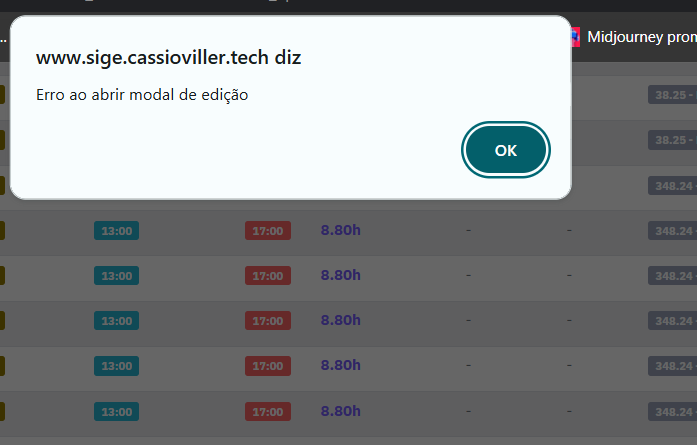 www.sige.cassioviller.tech diz
Midjourney pron
Erro ao abrir modal de edição
OK
38.25 -
38.25 -
348.24
13:00 17:00 8.80h - - 348.24
13:00 17:00 8.80h - - 348.24
13:00 17:00 8.80h - - 348.24
13:00 17:00 8.80h - - 348.24
13:00 17:00 8.80h - - 348.24